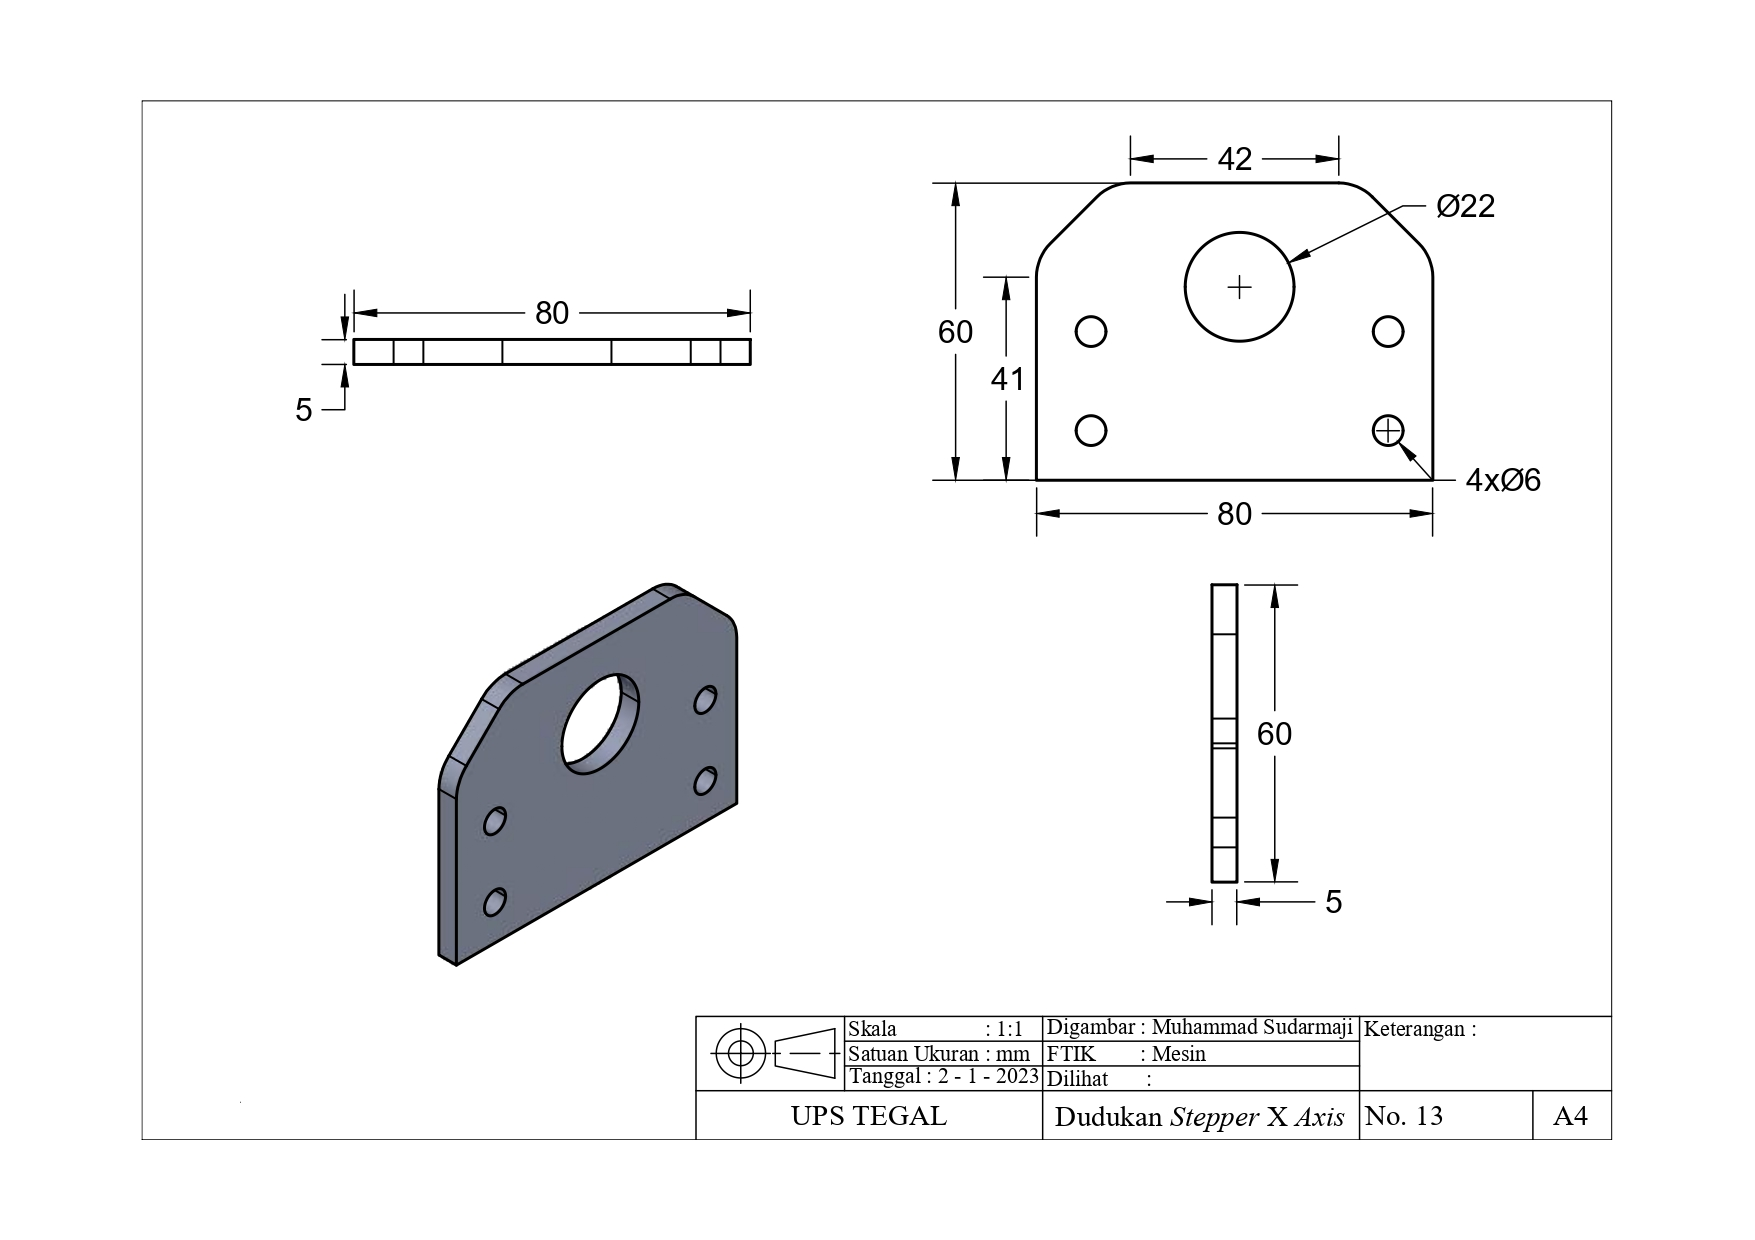 42
Ø22
80
60
41
5
4xØ6
80
60
5
Skala : 1:1
Satuan Ukuran : mm
Tanggal : 2 - 1 - 2023
Digambar : Muhammad Sudarmaji
FTIK : Mesin
Dilihat :
Keterangan :
UPS TEGAL
Dudukan Stepper X Axis
No. 13
A4